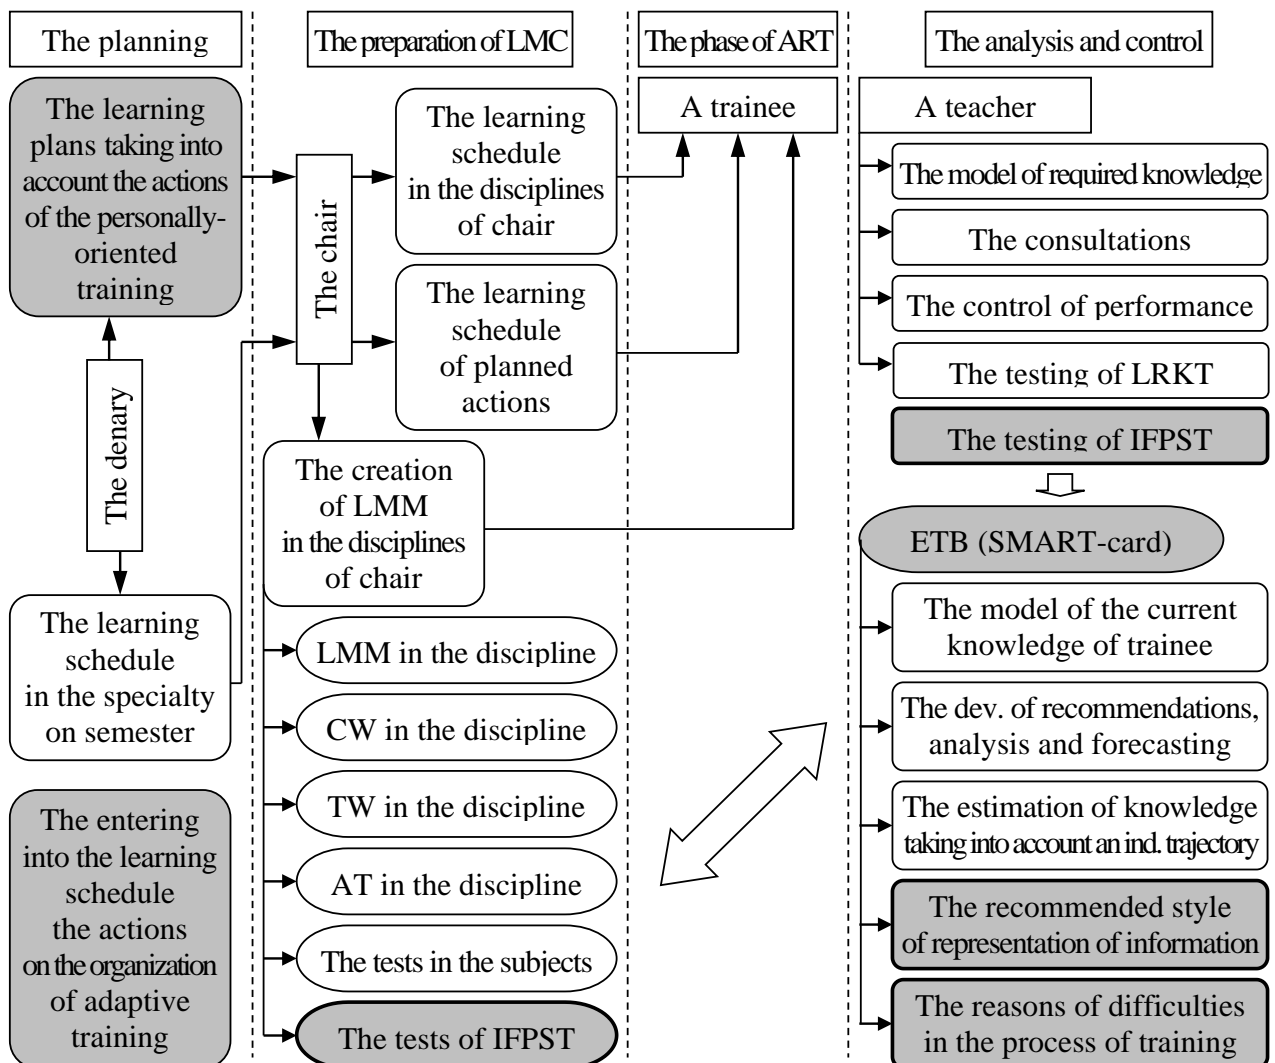 The planning
The learning
plans taking into
account the actions
of the personally-
oriented
training
The denary
The learning
schedule
in the specialty
on semester
The entering
into the learning
schedule
the actions
on the organization
of adaptive
training
The preparation of LMC
The chair
The learning
schedule
in the disciplines
of chair
The learning
schedule
of planned
actions
The creation
of LMM
in the disciplines
of chair
LMM in the discipline
CW in the discipline
TW in the discipline
AT in the discipline
The tests in the subjects
The tests of IFPST
The phase of ART
A trainee
The analysis and control
A teacher
The model of required knowledge
The consultations
The control of performance
The testing of LRKT
The testing of IFPST
ETB (SMART-card)
The model of the current
knowledge of trainee
The dev. of recommendations,
analysis and forecasting
The estimation of knowledge
taking into account an ind. trajectory
The recommended style
of representation of information
The reasons of difficulties
in the process of training